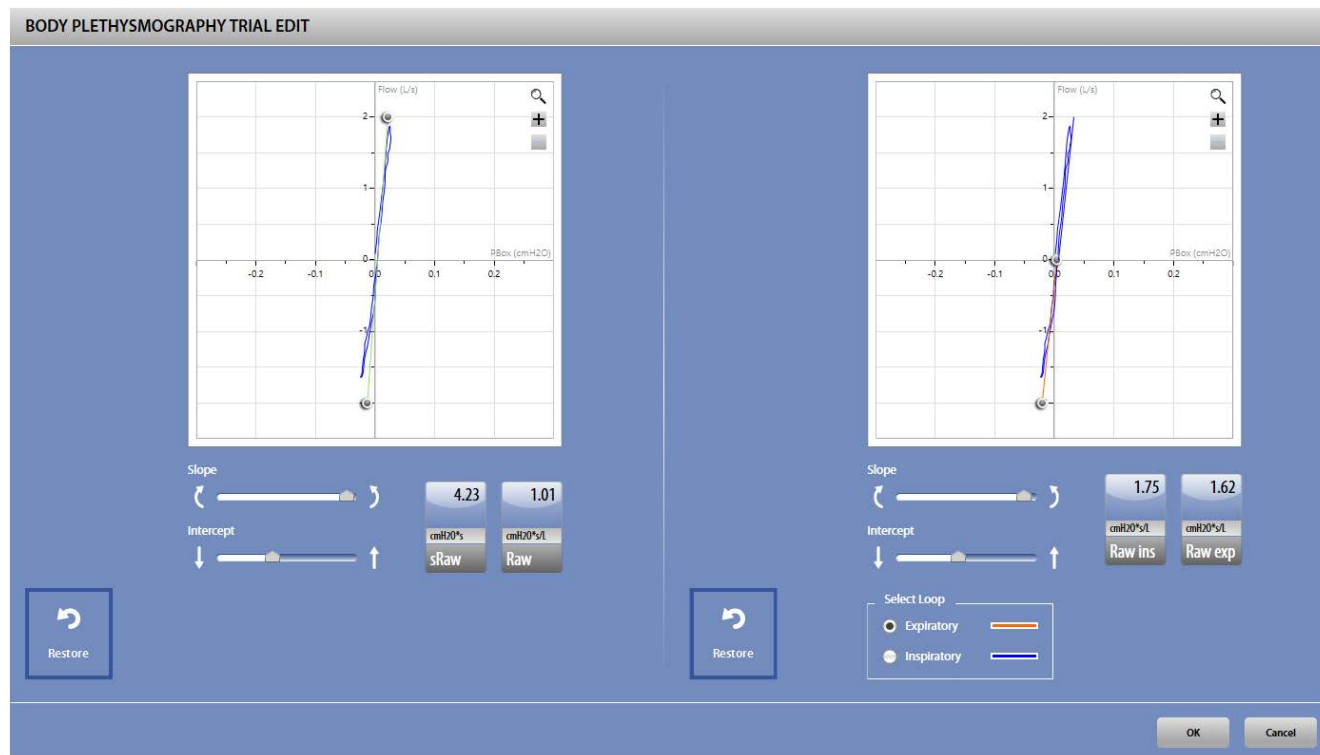 BODY PLETHYSMOGRAPHY TRIAL EDIT
Flow (L/s)
2
1
0
-1
PBox (cmH2O)
-0.2 -0.1 0.0 0.1 0.2
Slope
Intercept
4.23
cmH20*s
sRaw
1.01
cmH20*s/L
Raw
Restore
Flow (L/s)
2
1
0
-1
PBox (cmH2O)
-0.2 -0.1 0.0 0.1 0.2
Slope
Intercept
1.75
cmH20*s/L
Raw ins
1.62
cmH20*s/L
Raw exp
Select Loop
Expiratory
Inspiratory
Restore
OK
Cancel